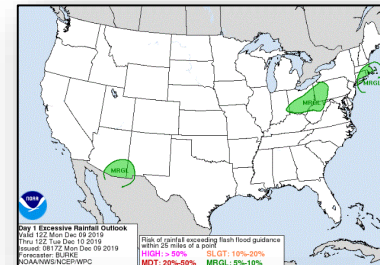 MRGL
MRGL
MRGL
noaa
Day 1 Excessive Rainfall Outlook
Valid 12Z Mon Dec 09 2019
Thru 12Z Tue Dec 10 2019
Issued: 0817Z Mon Dec 09 2019
Forecaster: BURKE
NOAA/NWS/NCEP/WPC
Risk of rainfall exceeding flash flood guidance
within 25 miles of a point
HIGH: > 50% SLGT: 10%-20%
MDT: 20%-50% MRGL: 5%-10%